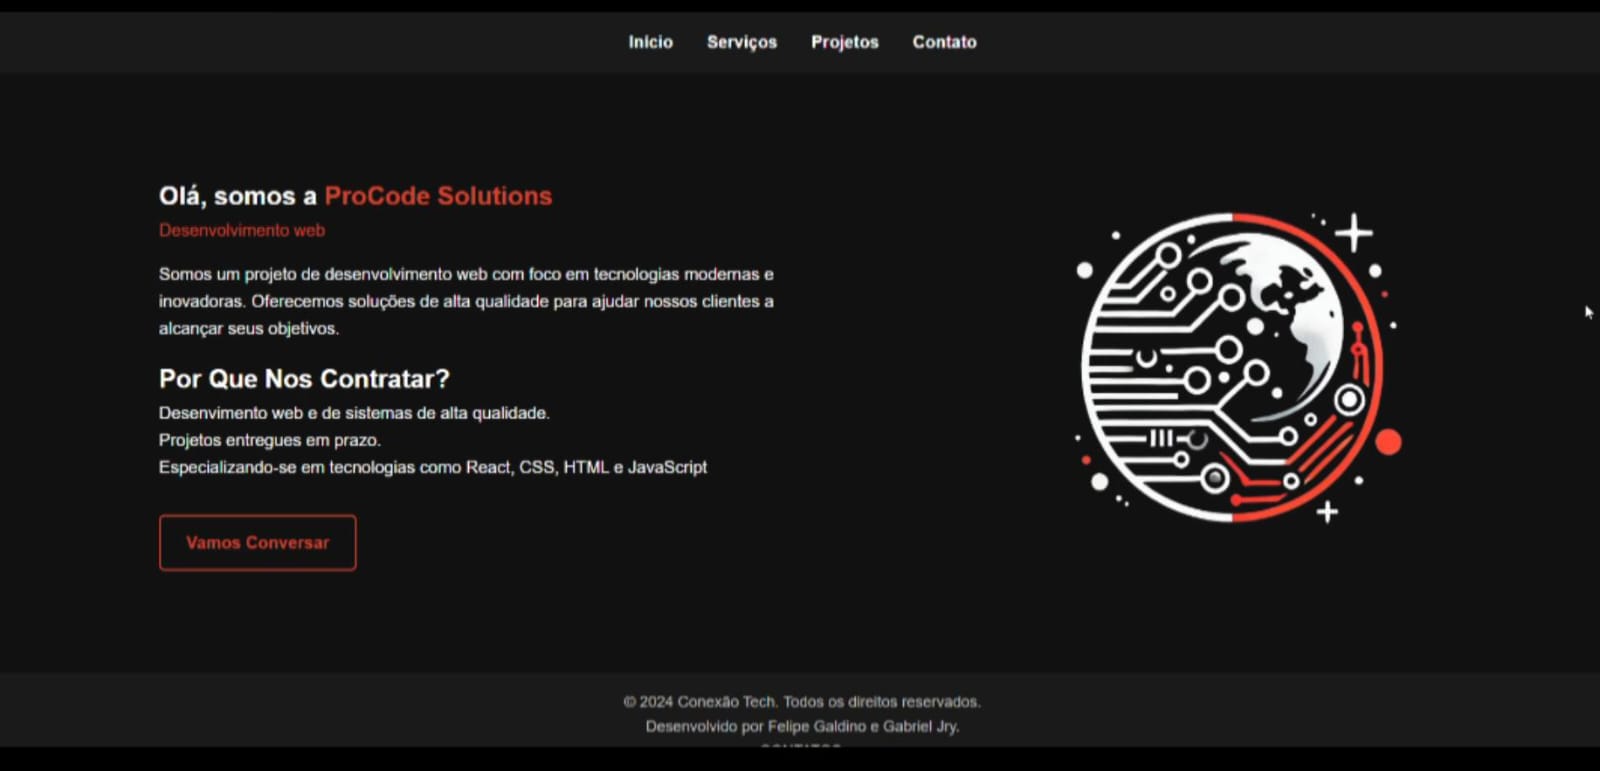 Início Serviços Projetos Contato
Olá, somos a ProCode Solutions
Desenvolvimento web
Somos um projeto de desenvolvimento web com foco em tecnologias modernas e
inovadoras. Oferecemos soluções de alta qualidade para ajudar nossos clientes a
alcançar seus objetivos.
Por Que Nos Contratar?
Desenvimento web e de sistemas de alta qualidade.
Projetos entregues em prazo.
Especializando-se em tecnologias como React, CSS, HTML e JavaScript
Vamos Conversar
© 2024 Conexão Tech. Todos os direitos reservados.
Desenvolvido por Felipe Galdino e Gabriel Jry.